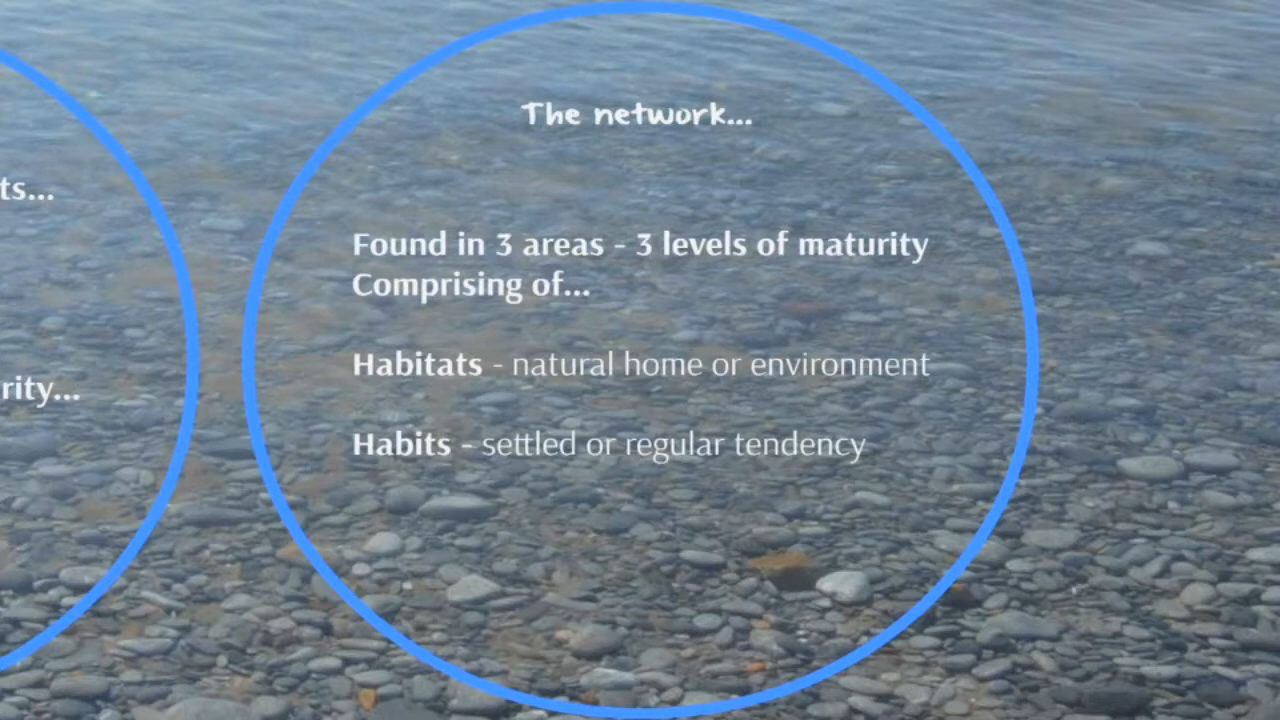 The network...
ts...
Found in 3 areas - 3 levels of maturity
Comprising of...
Habitats - natural home or environment
rity...
Habits - settled or regular tendency